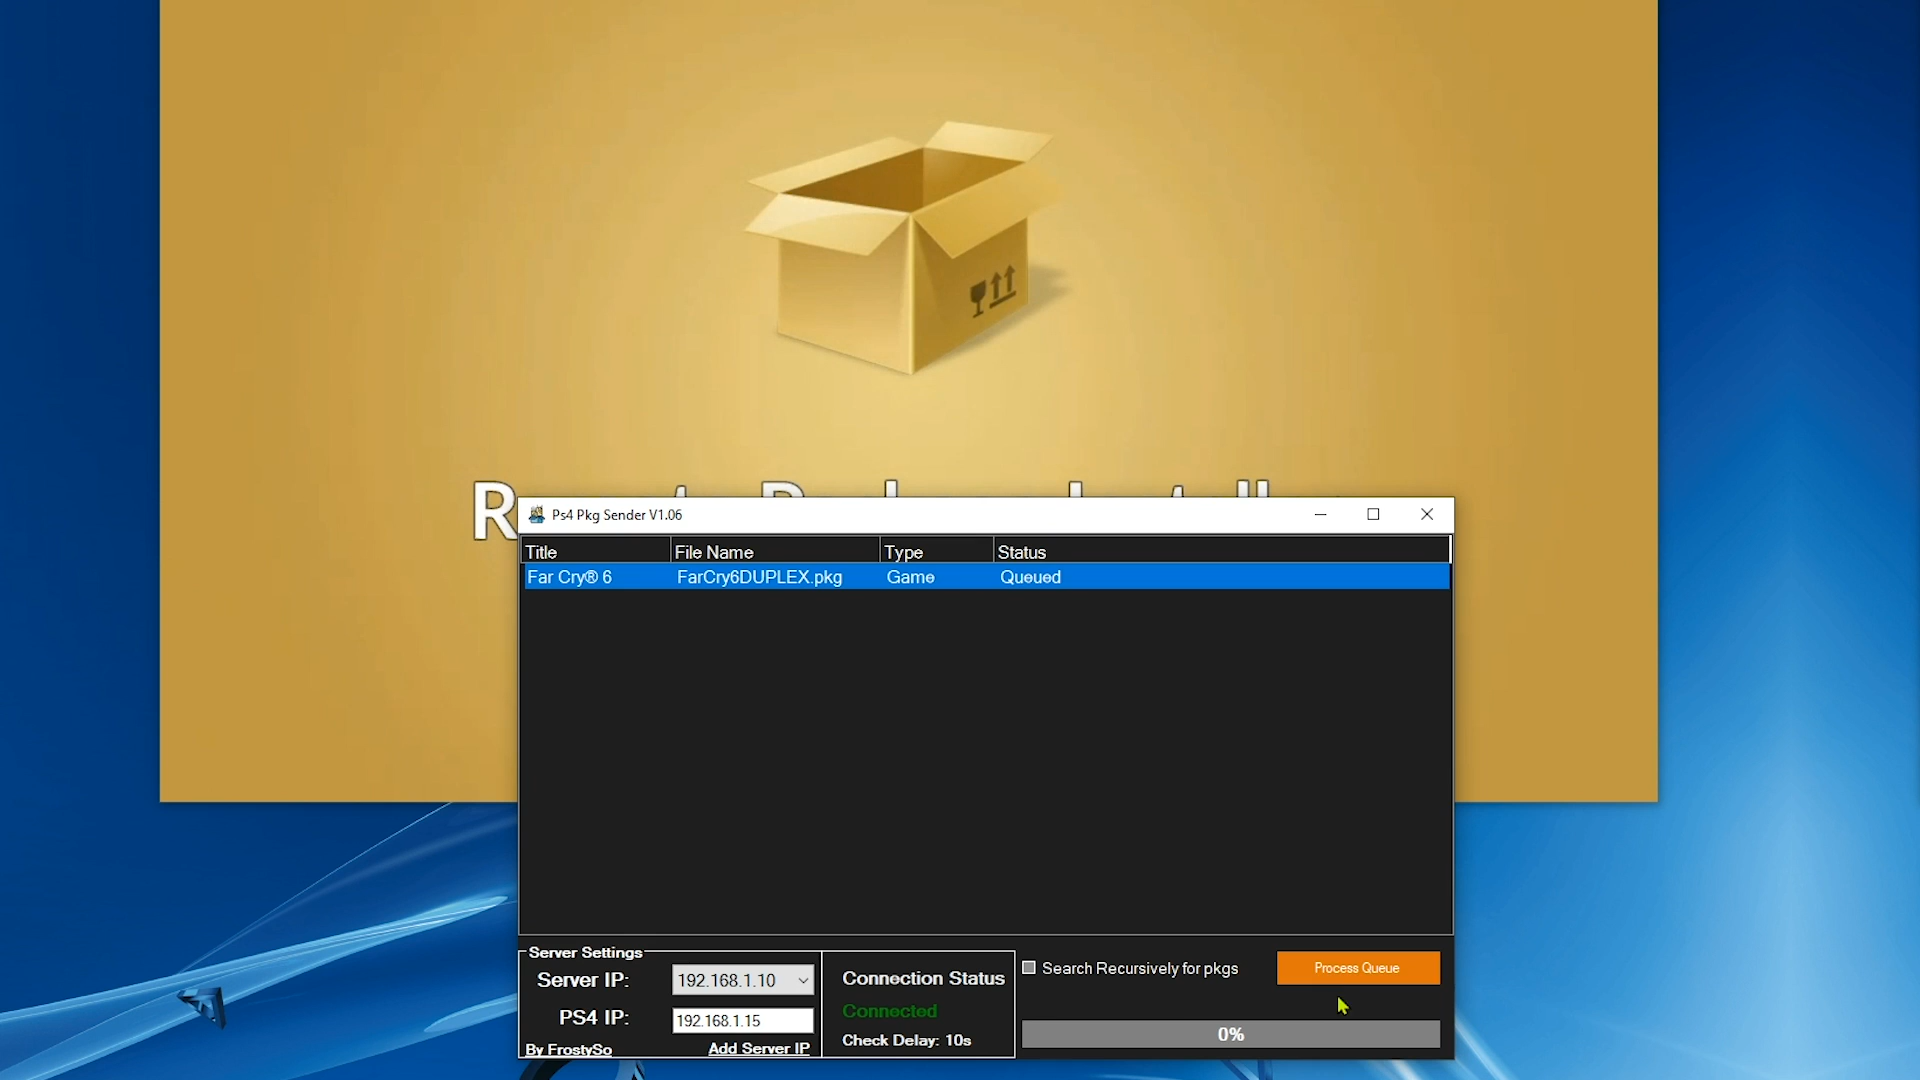 Ps4 Pkg Sender V1.06
Title File Name Type Status
Far Cry® 6 FarCry6DUPLEX.pkg Game Queued
Server Settings
Server IP: 192.168.1.10
PS4 IP: 192.168.1.15
By FrostySo Add Server IP
Connection Status
Connected
Check Delay: 10s
Search Recursively for pkgs
Process Queue
0%